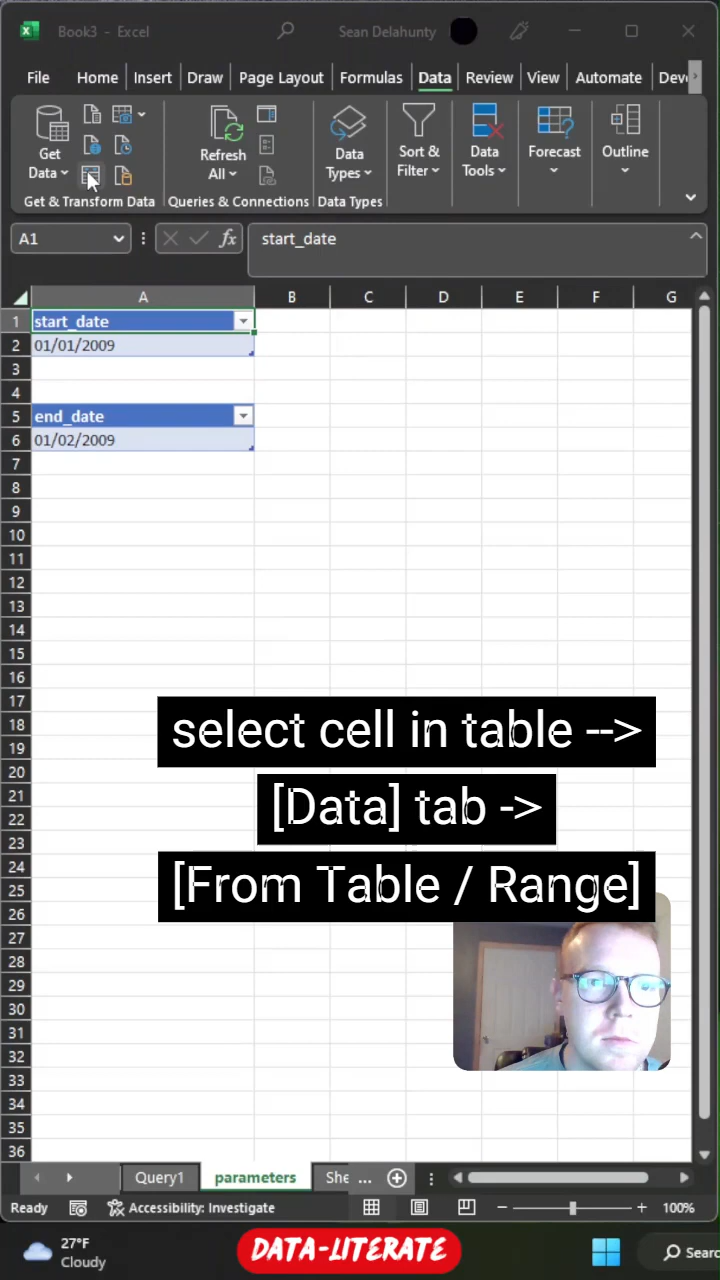 Book3 - Excel
Sean Delahunty
File Home Insert Draw Page Layout Formulas Data Review View Automate
Get Data
Refresh All
Data Types
Sort & Filter
Data Tools
Forecast
Outline
Get & Transform Data
Queries & Connections
Data Types
A1
fx
start_date
A B C D E F G
1 start_date
2 01/01/2009
3
4
5 end_date
6 01/02/2009
7
8
9
10
11
12
13
14
15
16
17
18
19
20
21
22
23
24
25
26
27
28
29
30
31
32
33
34
35
36
select cell in table -->
[Data] tab ->
[From Table / Range]
Query1 parameters She ...
Ready
Accessibility: Investigate
100%
27°F
Cloudy
DATA-LITERATE